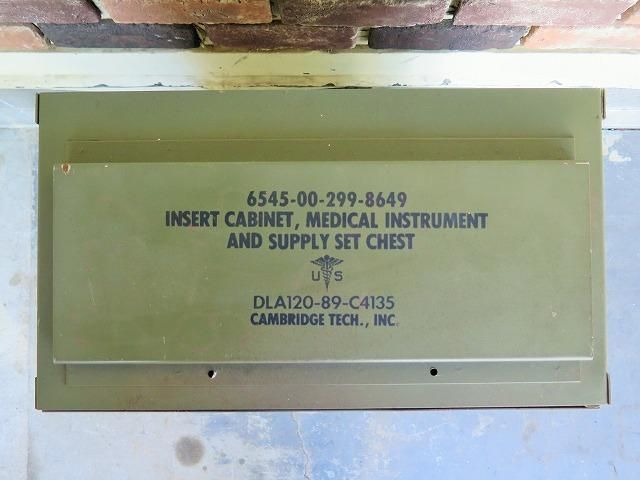 6545-00-299-8649
INSERT CABINET, MEDICAL INSTRUMENT
AND SUPPLY SET CHEST
U S
DLA120-89-C4135
CAMBRIDGE TECH., INC.